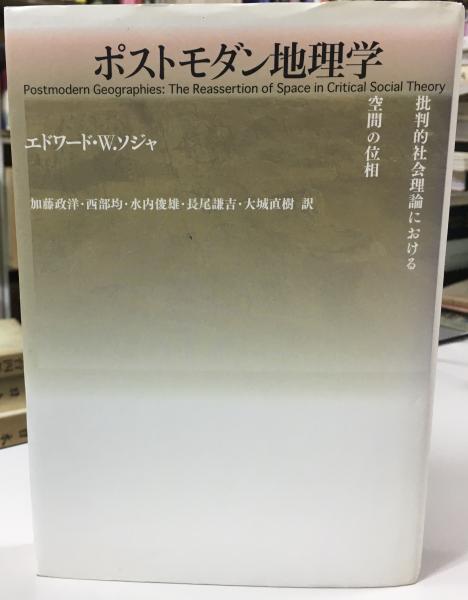 ポストモダン地理学
Postmodern Geographies: The Reassertion of Space in Critical Social Theory
批判的社会理論における
空間の位相
エドワード・W.ソジャ
加藤政洋・西部均・水内俊雄・長尾謙吉・大城直樹 訳